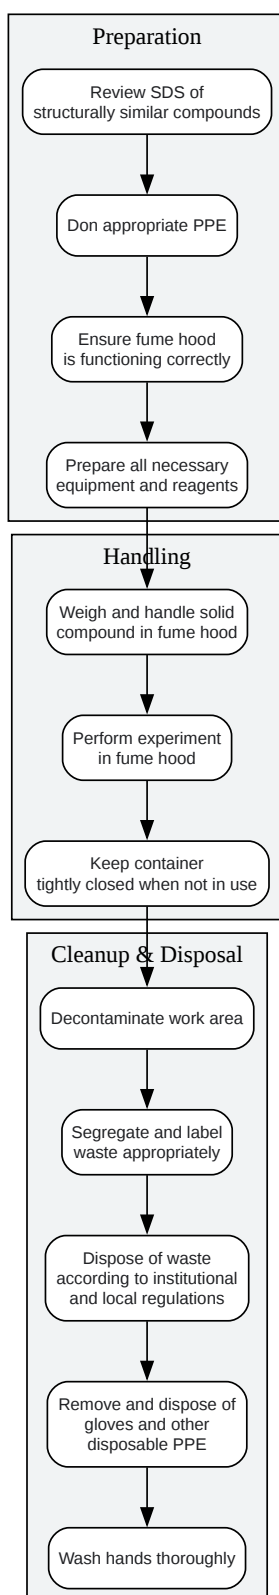 Preparation
Review SDS of
structurally similar compounds
Don appropriate PPE
Ensure fume hood
is functioning correctly
Prepare all necessary
equipment and reagents
Handling
Weigh and handle solid
compound in fume hood
Perform experiment
in fume hood
Keep container
tightly closed when not in use
Cleanup & Disposal
Decontaminate work area
Segregate and label
waste appropriately
Dispose of waste
according to institutional
and local regulations
Remove and dispose of
gloves and other
disposable PPE
Wash hands thoroughly